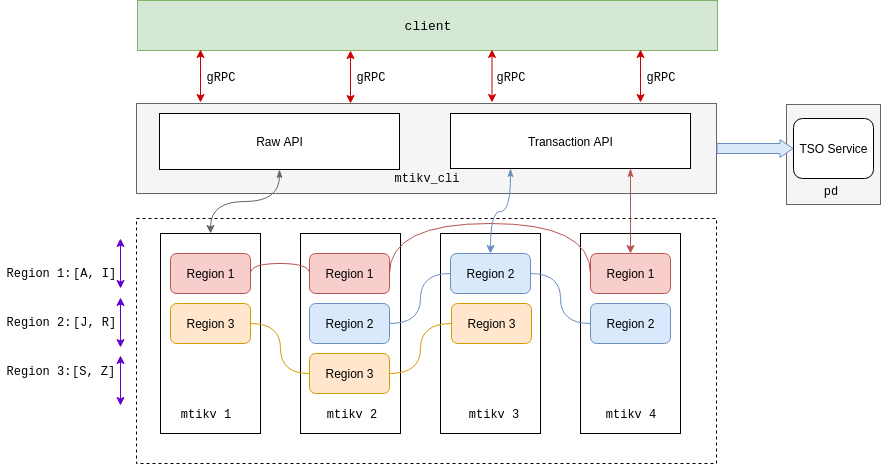 client
gRPC
gRPC
gRPC
gRPC
Raw API
Transaction API
mtikv_cli
TSO Service
pd
Region 1:[A, I]
Region 2:[J, R]
Region 3:[S, Z]
Region 1
Region 3
mtikv 1
Region 1
Region 2
Region 3
mtikv 2
Region 2
Region 3
mtikv 3
Region 1
Region 2
mtikv 4